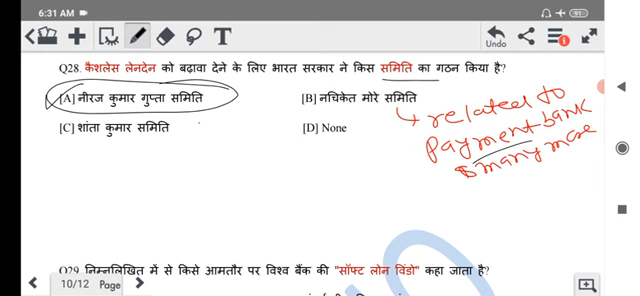 6:31 AM
91
Undo
Q28. कैशलेस लेनदेन को बढ़ावा देने के लिए भारत सरकार ने किस समिति का गठन किया है?
[A] नीरज कुमार गुप्ता समिति [B] नचिकेत मोरे समिति
[C] शांता कुमार समिति [D] None
related to
payment bank
& many more
Q29. निम्नलिखित में से किसे आमतौर पर विश्व बैंक की "सॉफ्ट लोन विंडो" कहा जाता है?
10/12 Page